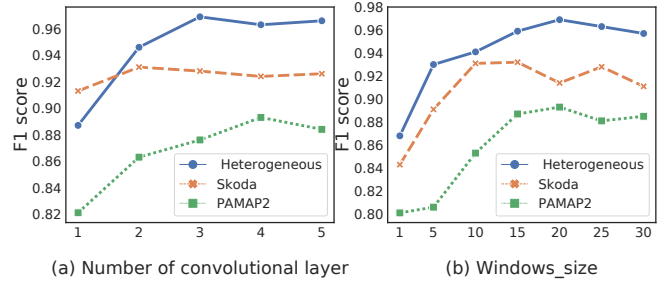 F1 score
0.96
0.94
0.92
0.90
0.88
0.86
0.84
0.82
1 2 3 4 5
Heterogeneous
Skoda
PAMAP2
(a) Number of convolutional layer
F1 score
0.98
0.96
0.94
0.92
0.90
0.88
0.86
0.84
0.82
0.80
1 5 10 15 20 25 30
Heterogeneous
Skoda
PAMAP2
(b) Windows_size